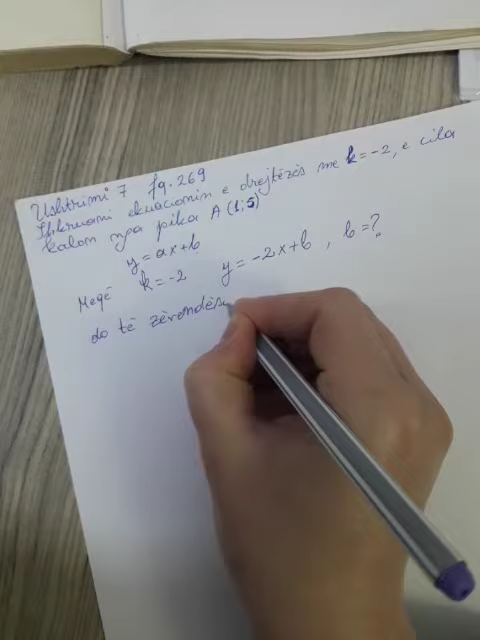 Ushtrimi 7 fq. 269
Shkruani ekuacionin e drejtëzës me k = -2, e cila
kalon nga pika A (1; 5)
y = ax + b
Meqë k = -2 y = -2x + b , b = ?
do të zëvendës